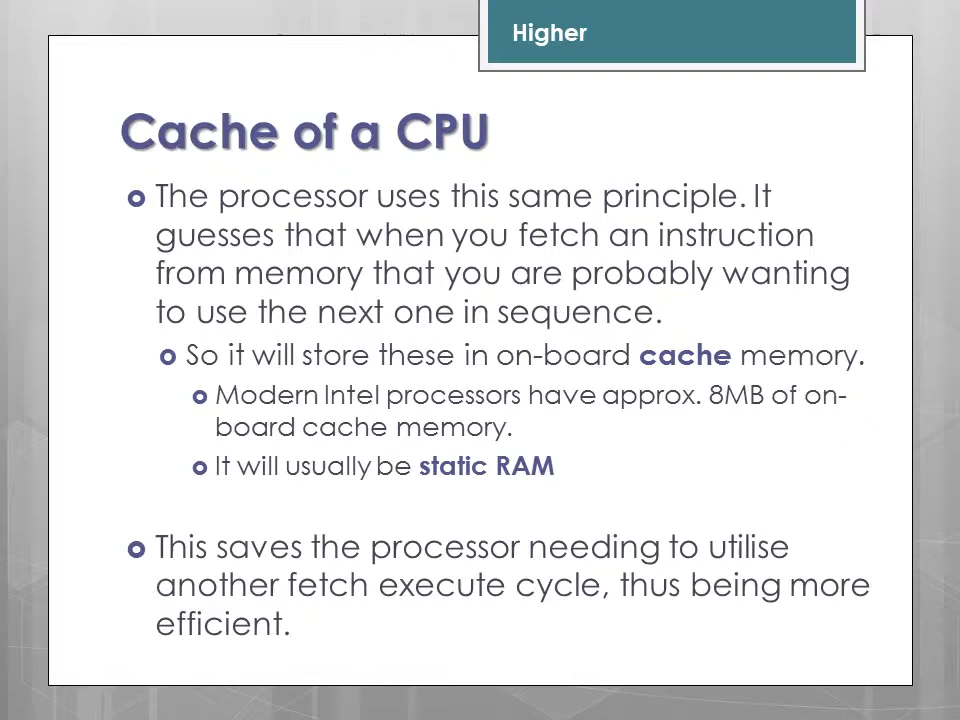 Higher
Cache of a CPU
The processor uses this same principle. It
guesses that when you fetch an instruction
from memory that you are probably wanting
to use the next one in sequence.
So it will store these in on-board cache memory.
Modern Intel processors have approx. 8MB of on-
board cache memory.
It will usually be static RAM
This saves the processor needing to utilise
another fetch execute cycle, thus being more
efficient.